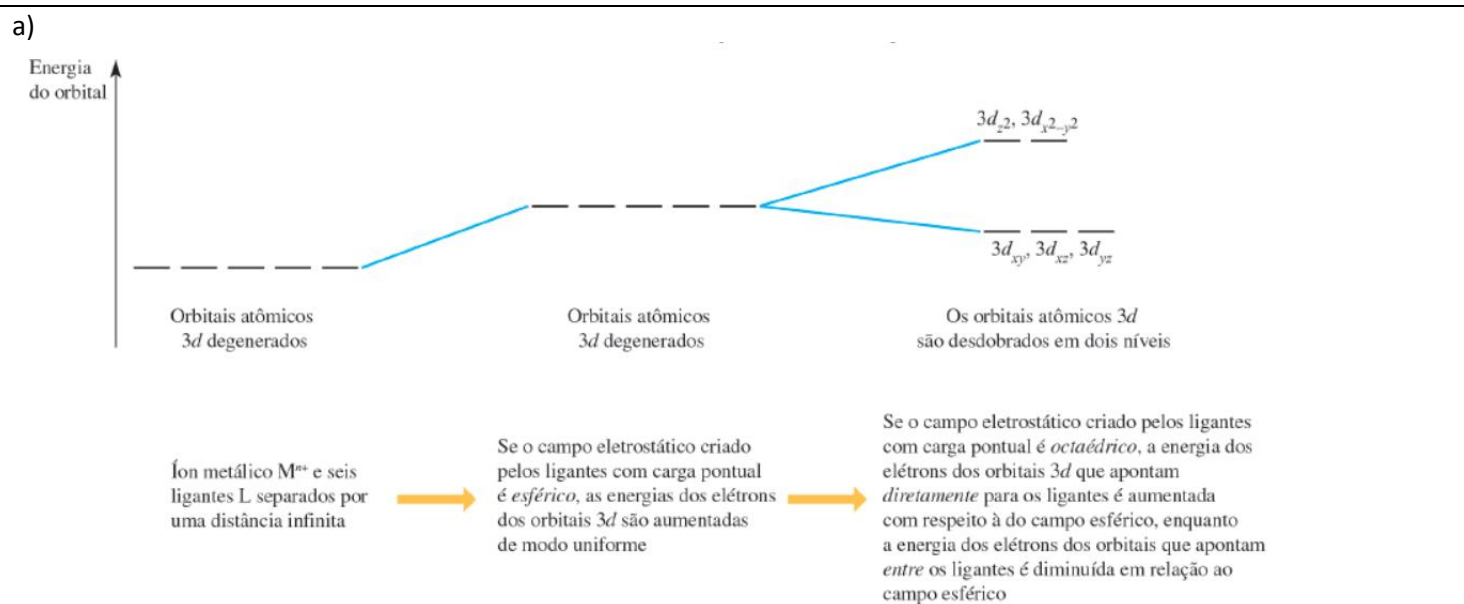 a)
Energia
do orbital
3d_z2, 3d_x2–y2
3d_xy, 3d_xz, 3d_yz
Orbitais atômicos
3d degenerados
Orbitais atômicos
3d degenerados
Os orbitais atômicos 3d
são desdobrados em dois níveis
Íon metálico Mⁿ⁺ e seis
ligantes L separados por
uma distância infinita
Se o campo eletrostático criado
pelos ligantes com carga pontual
é esférico, as energias dos elétrons
dos orbitais 3d são aumentadas
de modo uniforme
Se o campo eletrostático criado pelos ligantes
com carga pontual é octaédrico, a energia dos
elétrons dos orbitais 3d que apontam
diretamente para os ligantes é aumentada
com respeito à do campo esférico, enquanto
a energia dos elétrons dos orbitais que apontam
entre os ligantes é diminuída em relação ao
campo esférico